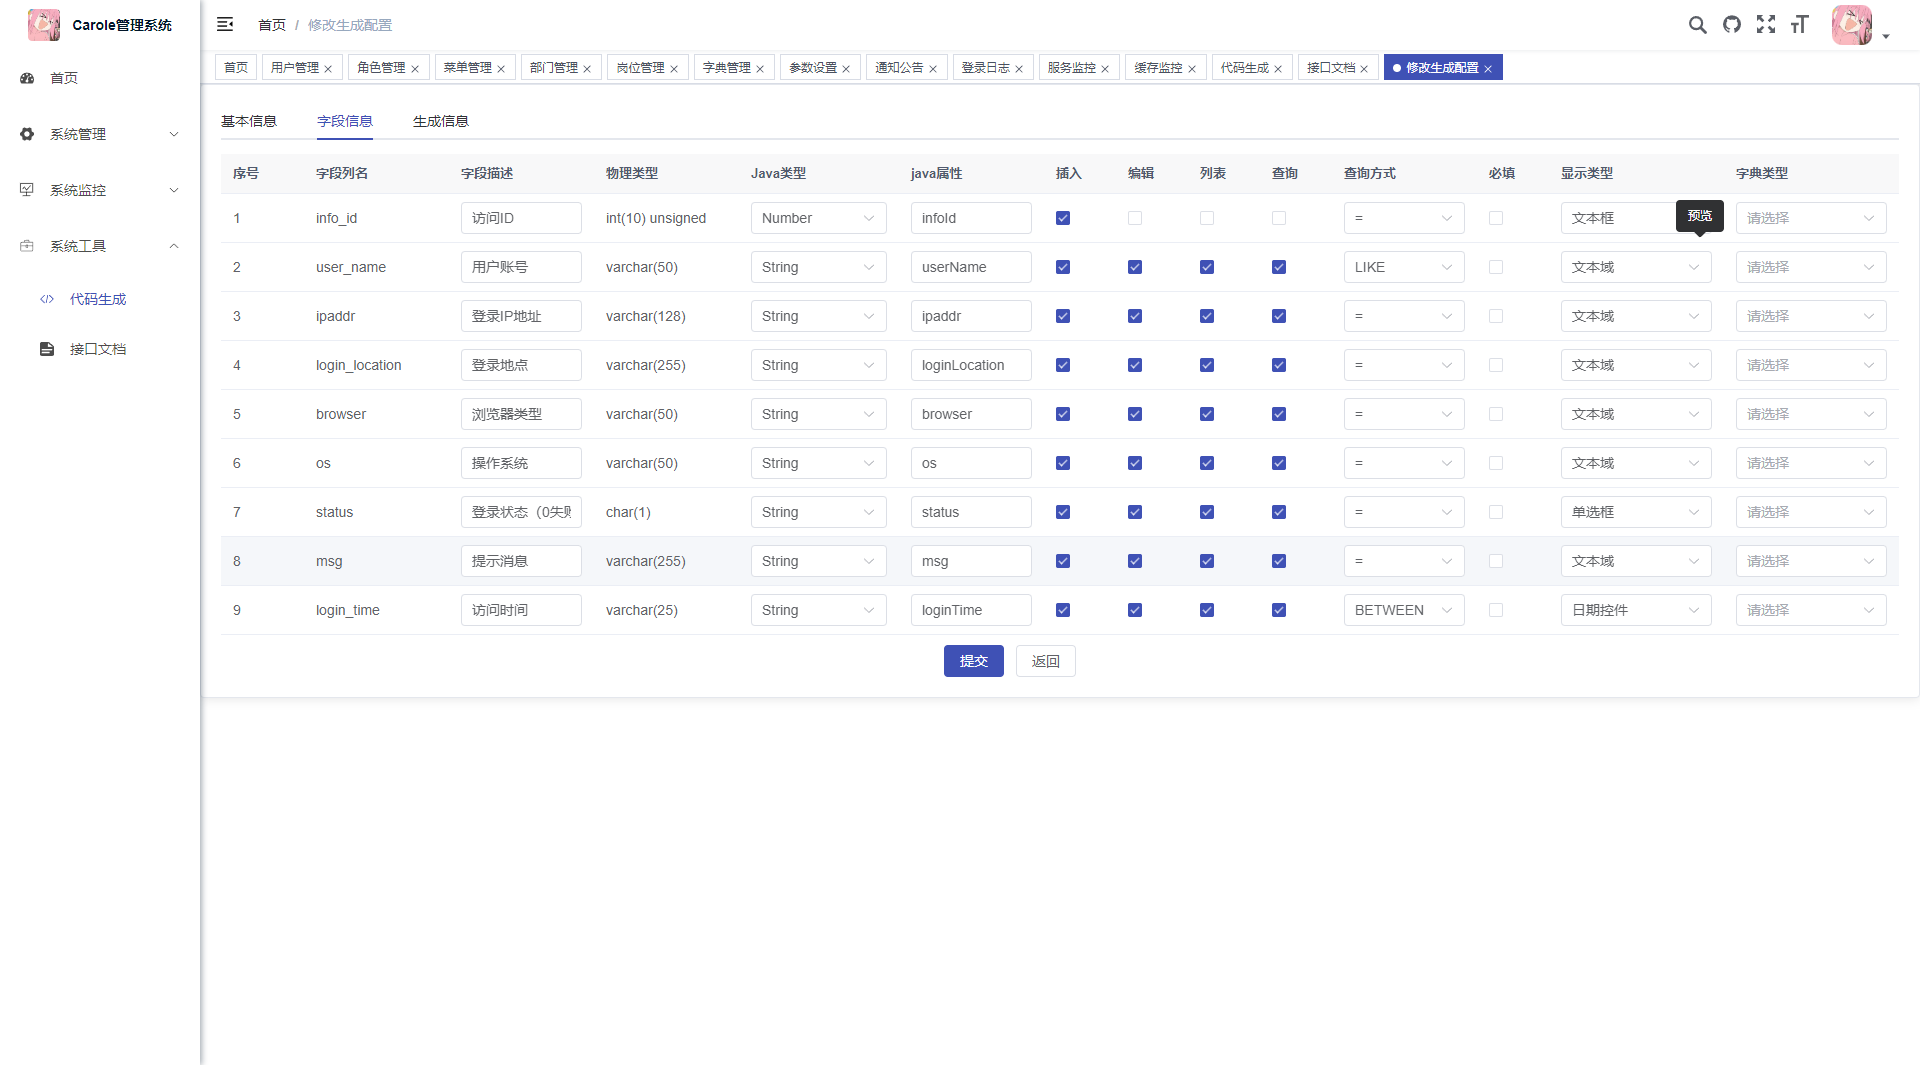 Carole管理系统
首页 / 修改生成配置
首页
用户管理
角色管理
菜单管理
部门管理
岗位管理
字典管理
参数设置
通知公告
登录日志
服务监控
缓存监控
代码生成
接口文档
修改生成配置
首页
系统管理
系统监控
系统工具
代码生成
接口文档
基本信息 字段信息 生成信息
序号 字段列名 字段描述 物理类型 Java类型 java属性 插入 编辑 列表 查询 查询方式 必填 显示类型 字典类型
1 info_id 访问ID int(10) unsigned Number infoId = 文本框 请选择
预览
2 user_name 用户账号 varchar(50) String userName LIKE 文本域 请选择
3 ipaddr 登录IP地址 varchar(128) String ipaddr = 文本域 请选择
4 login_location 登录地点 varchar(255) String loginLocation = 文本域 请选择
5 browser 浏览器类型 varchar(50) String browser = 文本域 请选择
6 os 操作系统 varchar(50) String os = 文本域 请选择
7 status 登录状态（0失 char(1) String status = 单选框 请选择
8 msg 提示消息 varchar(255) String msg = 文本域 请选择
9 login_time 访问时间 varchar(25) String loginTime BETWEEN 日期控件 请选择
提交 返回